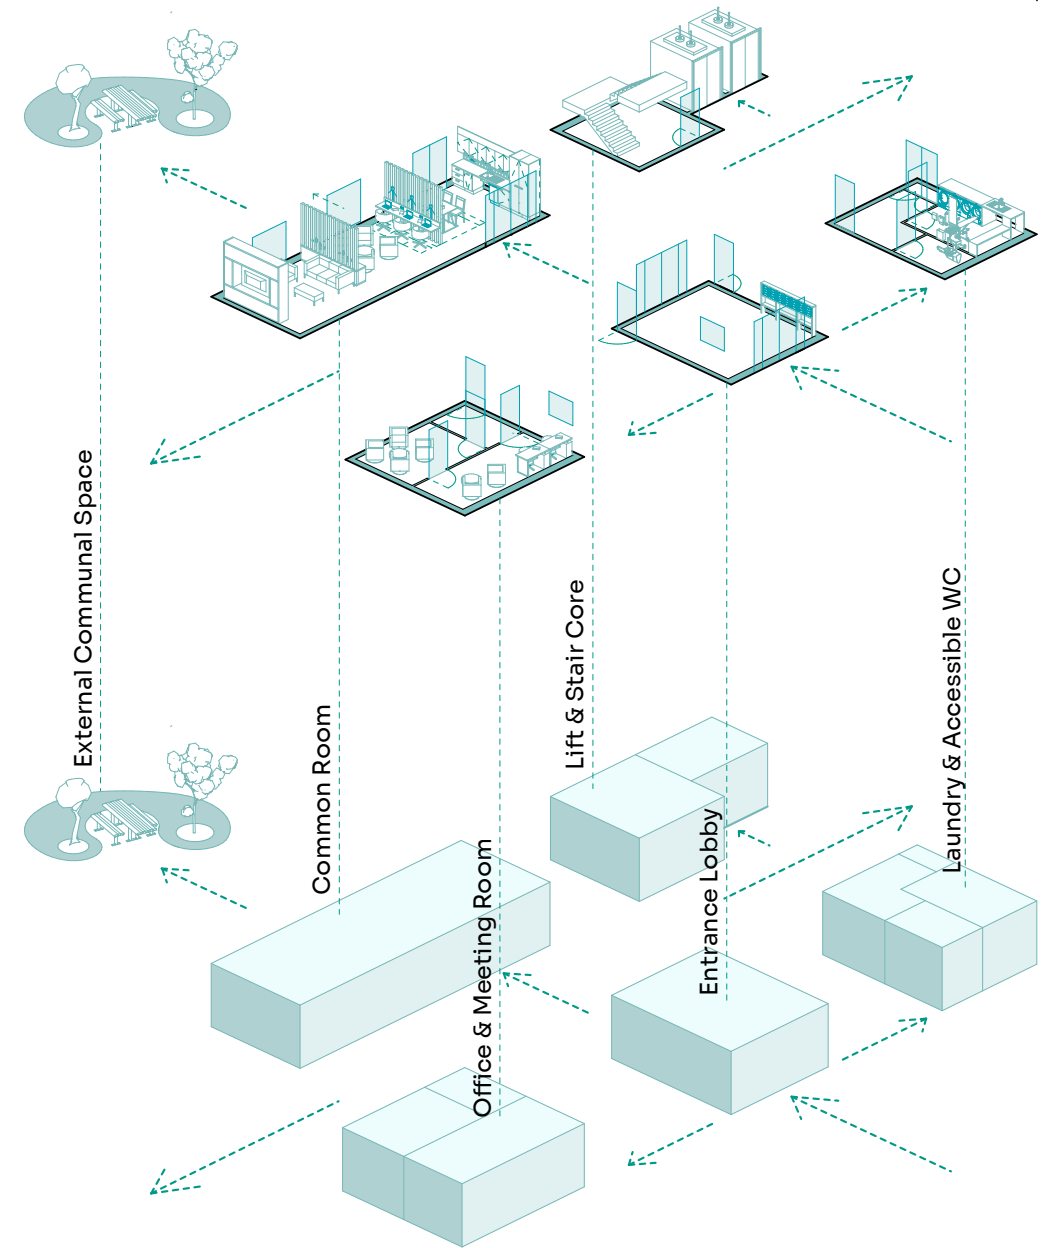 External Communal Space
Common Room
Office & Meeting Room
Lift & Stair Core
Entrance Lobby
Laundry & Accessible WC